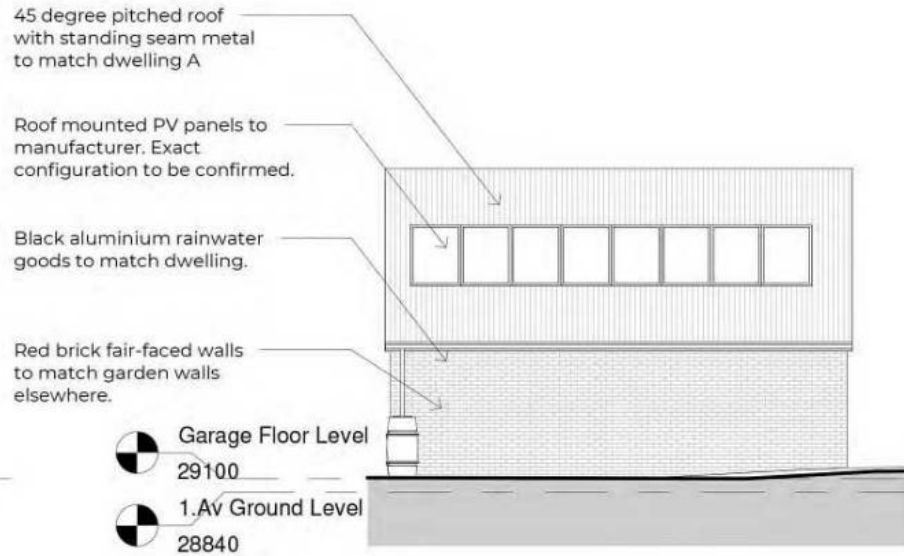 45 degree pitched roof
with standing seam metal
to match dwelling A
Roof mounted PV panels to
manufacturer. Exact
configuration to be confirmed.
Black aluminium rainwater
goods to match dwelling.
Red brick fair-faced walls
to match garden walls
elsewhere.
Garage Floor Level
29100
1.Av Ground Level
28840